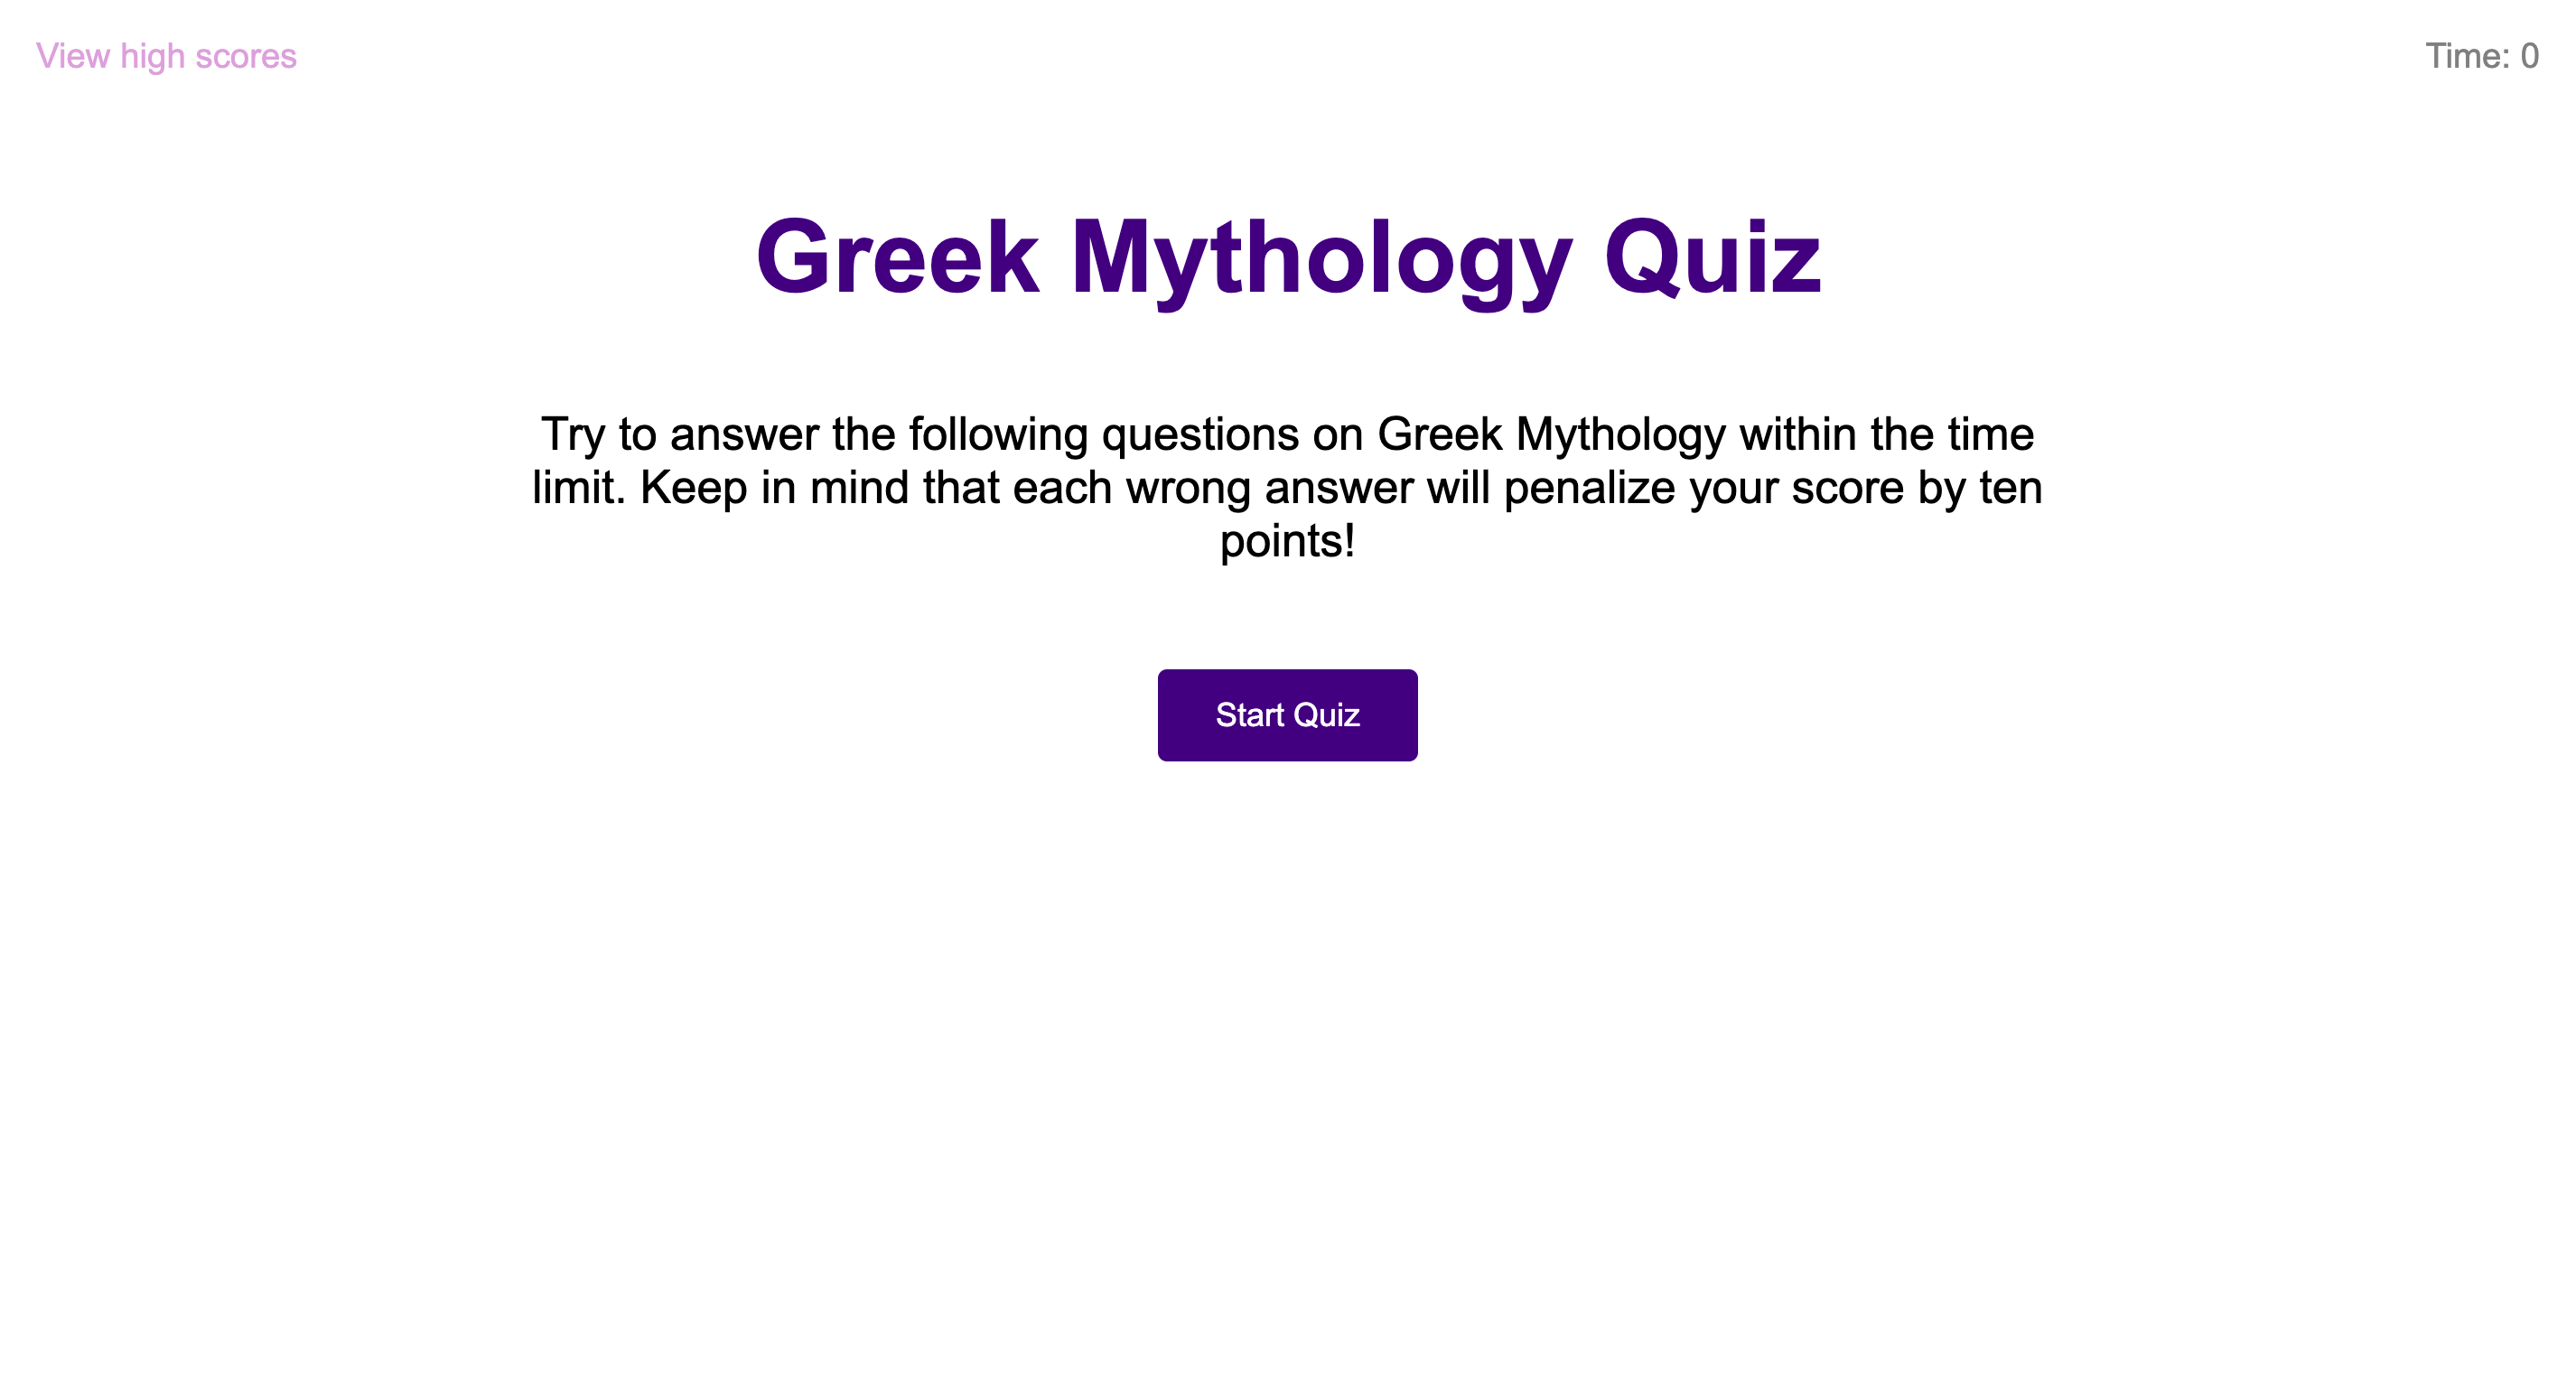 View high scores
Time: 0
Greek Mythology Quiz
Try to answer the following questions on Greek Mythology within the time
limit. Keep in mind that each wrong answer will penalize your score by ten
points!
Start Quiz